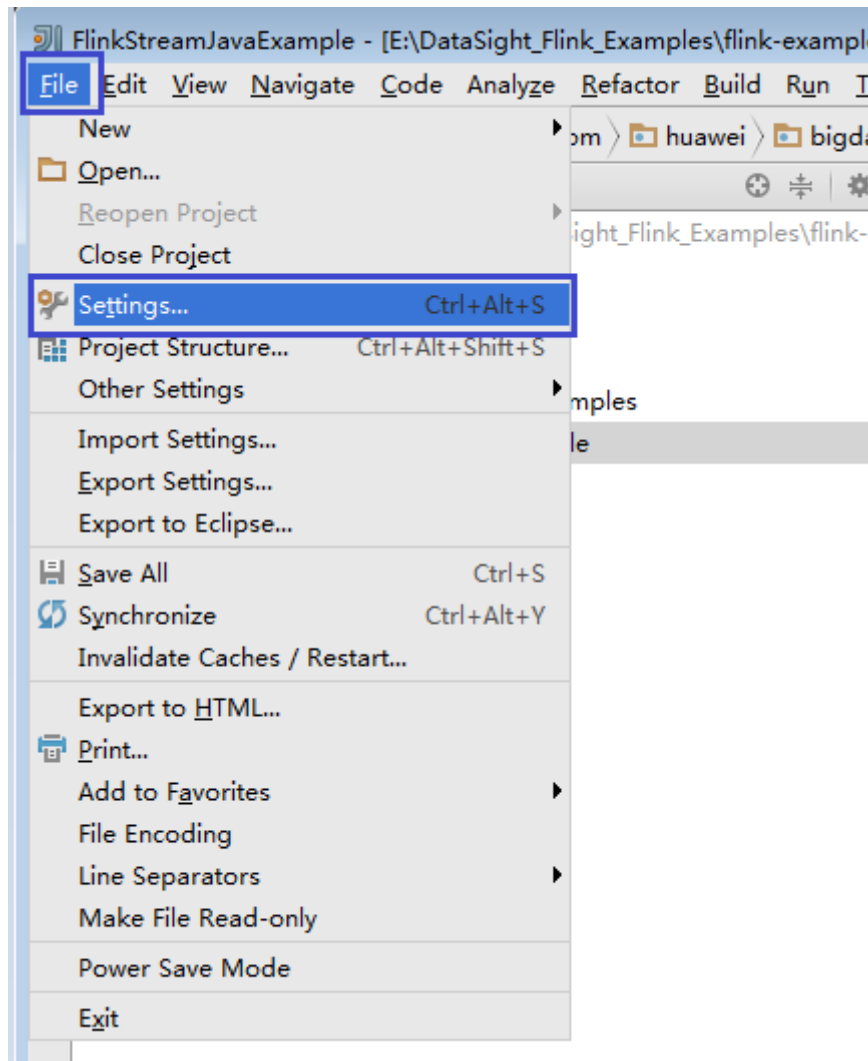 FlinkStreamJavaExample - [E:\DataSight_Flink_Examples\flink-exampl
File Edit View Navigate Code Analyze Refactor Build Run T
New
om huawei bigda
Open...
Reopen Project
ight_Flink_Examples\flink-
Close Project
Settings... Ctrl+Alt+S
Project Structure... Ctrl+Alt+Shift+S
Other Settings
mples
Import Settings...
le
Export Settings...
Export to Eclipse...
Save All Ctrl+S
Synchronize Ctrl+Alt+Y
Invalidate Caches / Restart...
Export to HTML...
Print...
Add to Favorites
File Encoding
Line Separators
Make File Read-only
Power Save Mode
Exit